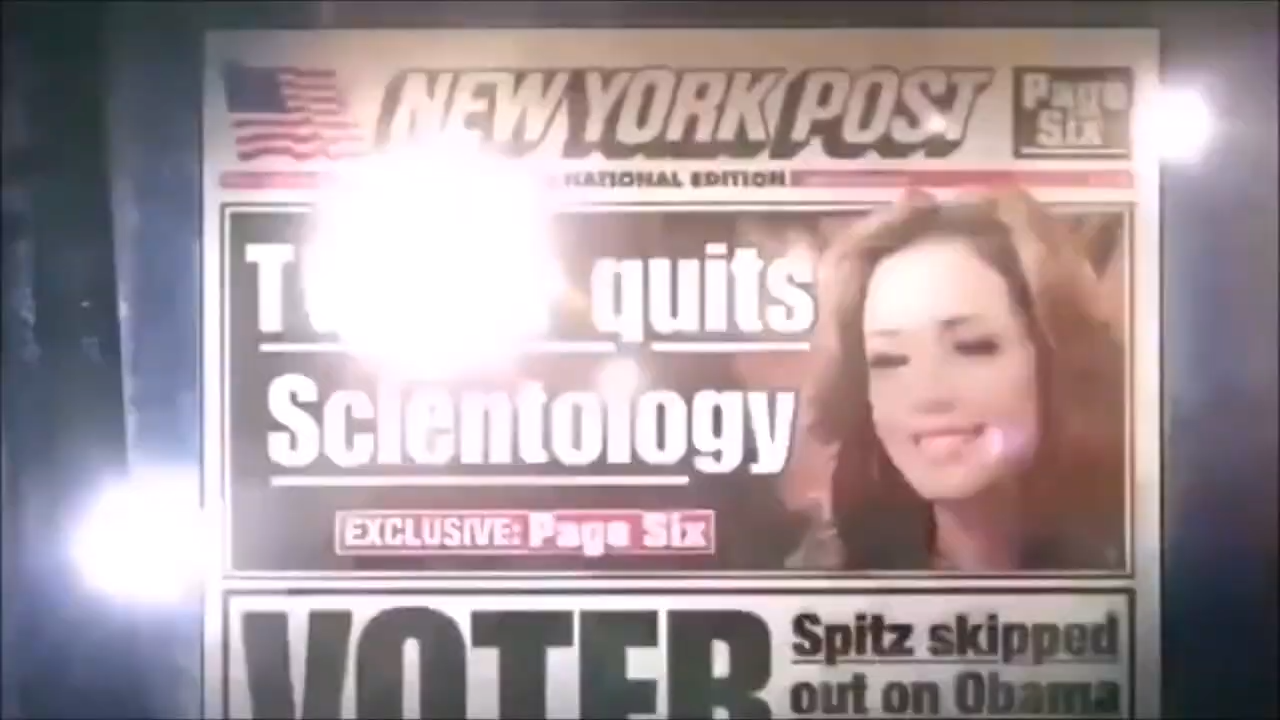 NEW YORK POST
Page
Six
NATIONAL EDITION
quits
Scientology
EXCLUSIVE: Page Six
VOTER
Spitz skipped
out on Obama